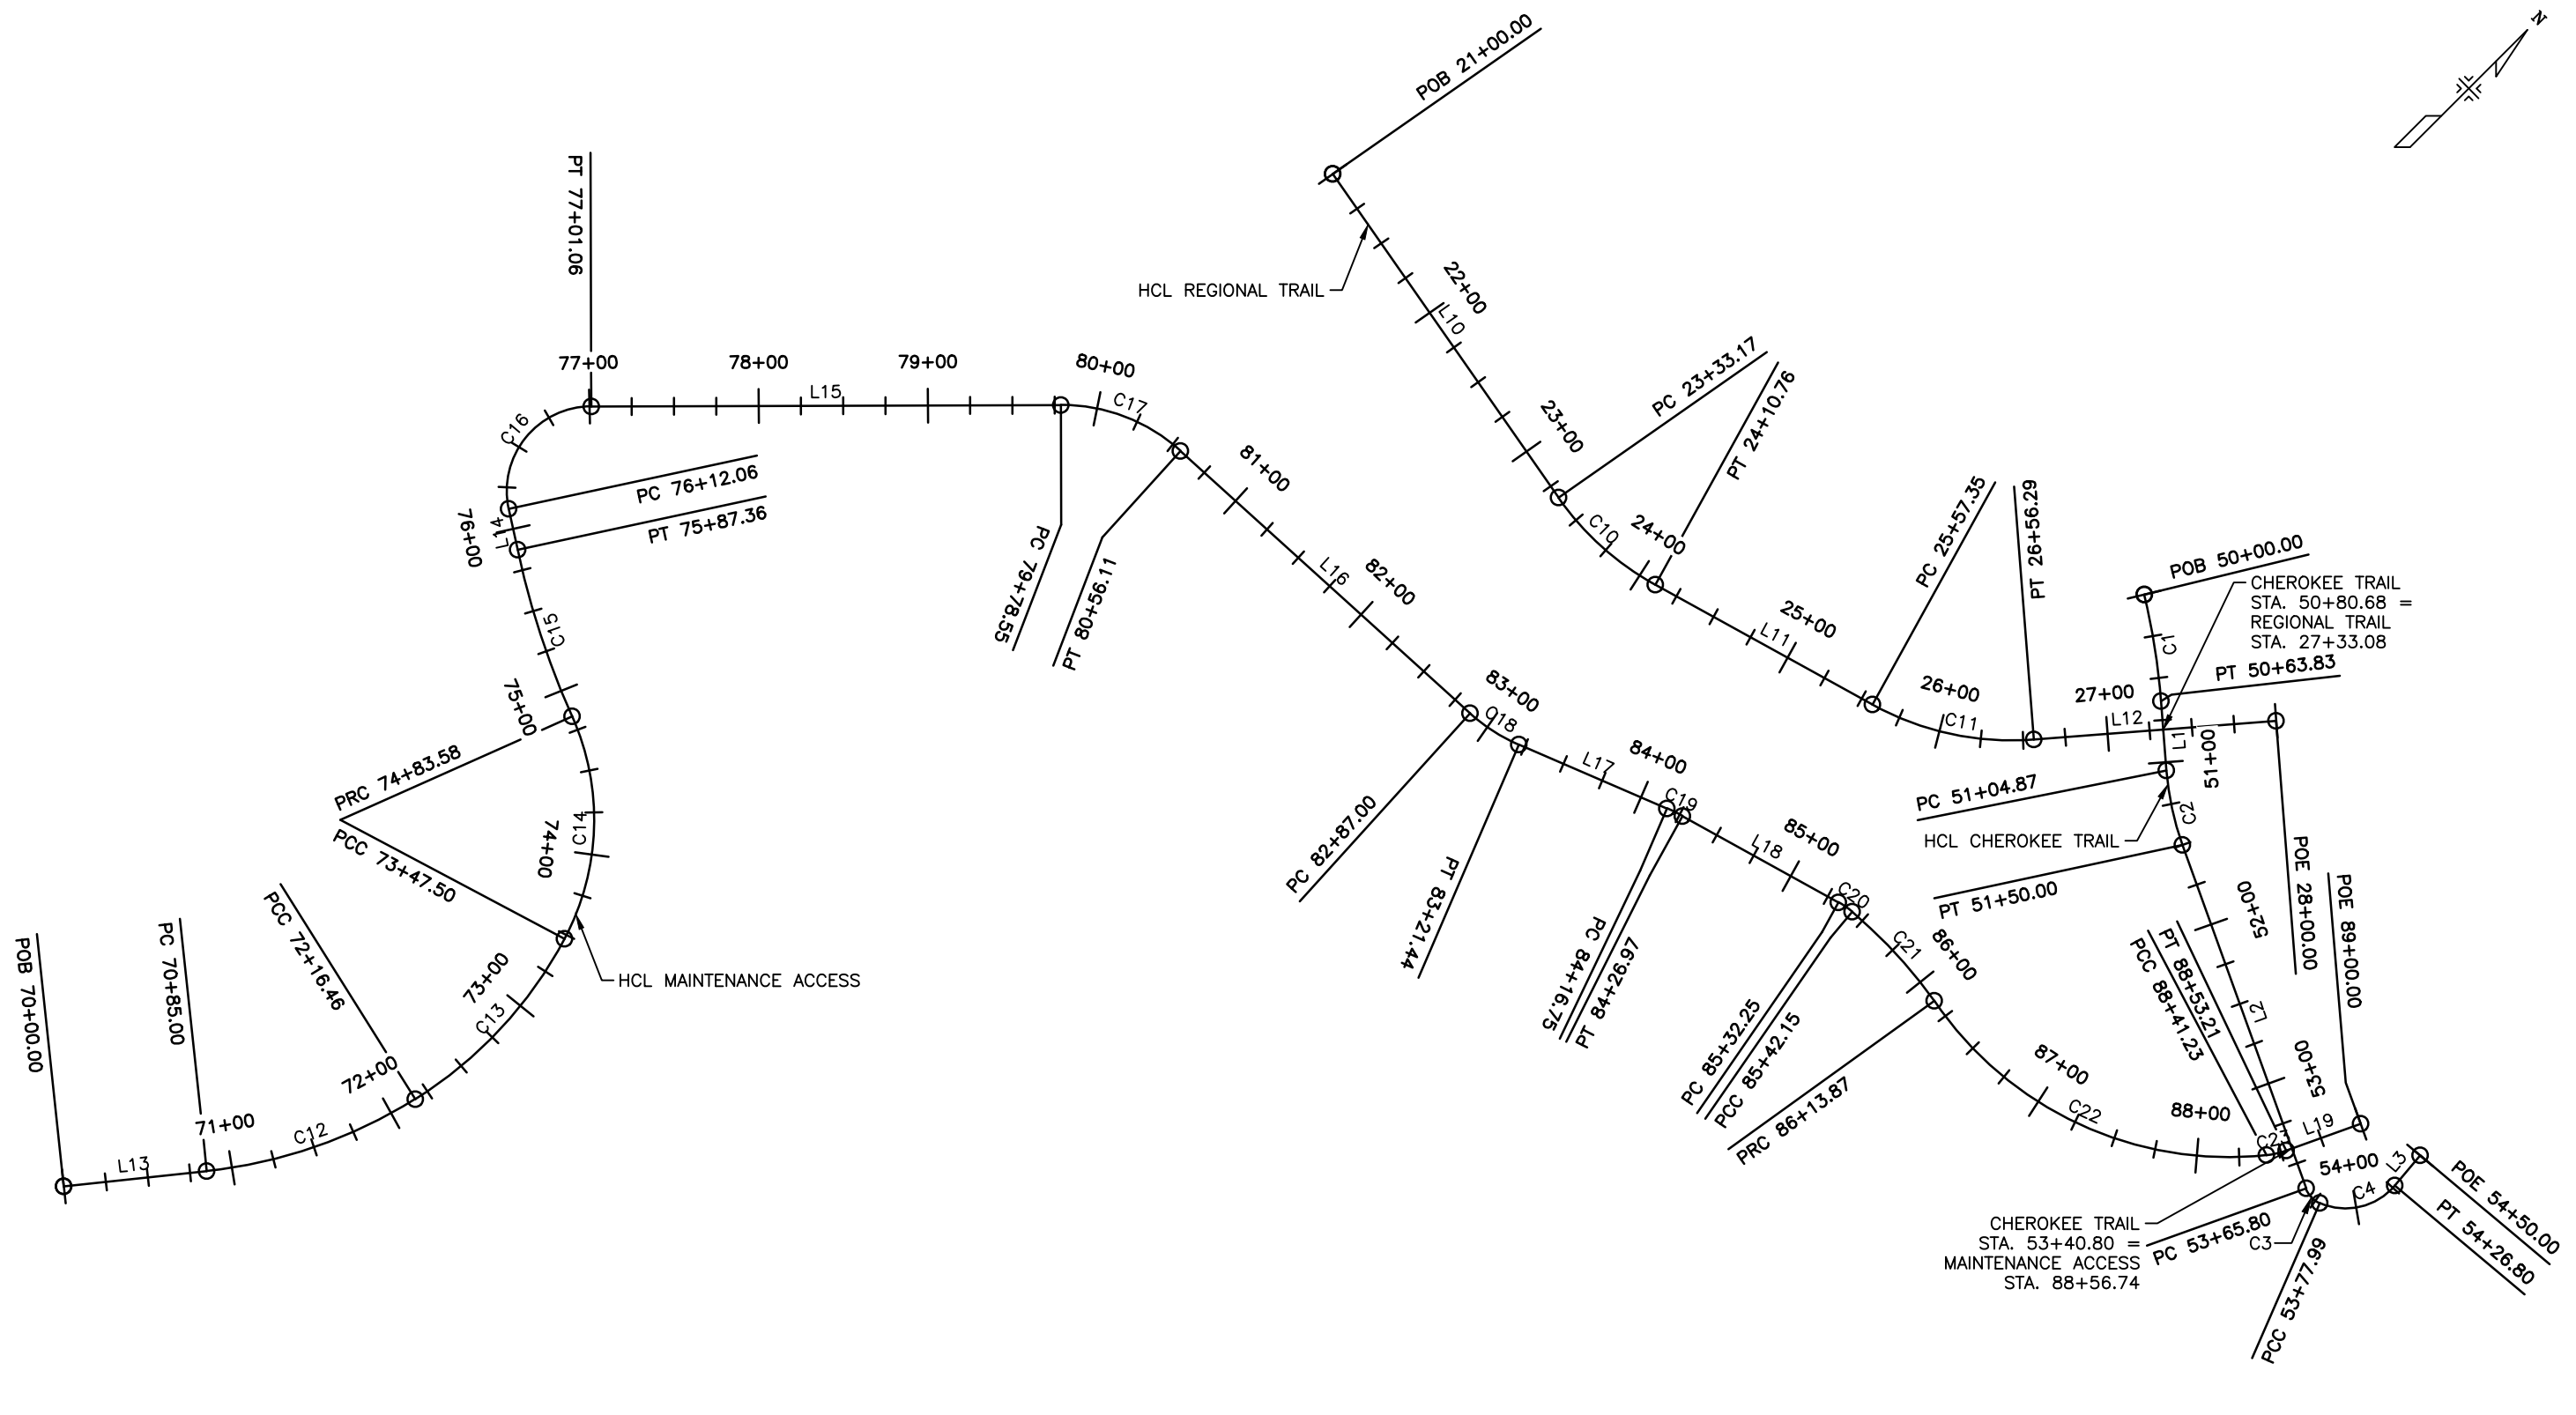 N
POB 21+00.00
HCL REGIONAL TRAIL
22+00
L10
23+00
PC 23+33.17
C10
24+00
PT 24+10.76
25+00
L11
PC 25+57.35
26+00
C11
PT 26+56.29
27+00
L12
POE 28+00.00
POB 50+00.00
C1
CHEROKEE TRAIL
STA. 50+80.68 =
REGIONAL TRAIL
STA. 27+33.08
PT 50+63.83
L1
51+00
PC 51+04.87
C2
HCL CHEROKEE TRAIL
PT 51+50.00
52+00
L2
53+00
PC 53+65.80
C3
PCC 53+77.99
54+00
C4
PT 54+26.80
L3
POE 54+50.00
CHEROKEE TRAIL
STA. 53+40.80 =
MAINTENANCE ACCESS
STA. 88+56.74
POB 70+00.00
L13
PC 70+85.00
71+00
C12
72+00
PCC 72+16.46
C13
73+00
PCC 73+47.50
HCL MAINTENANCE ACCESS
C14
74+00
PRC 74+83.58
75+00
C15
PT 75+87.36
L14
76+00
PC 76+12.06
C16
PT 77+01.06
77+00
78+00
L15
79+00
PC 79+78.55
80+00
C17
PT 80+56.11
81+00
L16
82+00
PC 82+87.00
83+00
C18
PT 83+21.44
L17
84+00
PC 84+16.75
C19
PT 84+26.97
L18
85+00
PC 85+32.25
C20
PCC 85+42.15
C21
86+00
PRC 86+13.87
87+00
C22
88+00
PCC 88+41.23
C23
PT 88+53.21
L19
POE 89+00.00